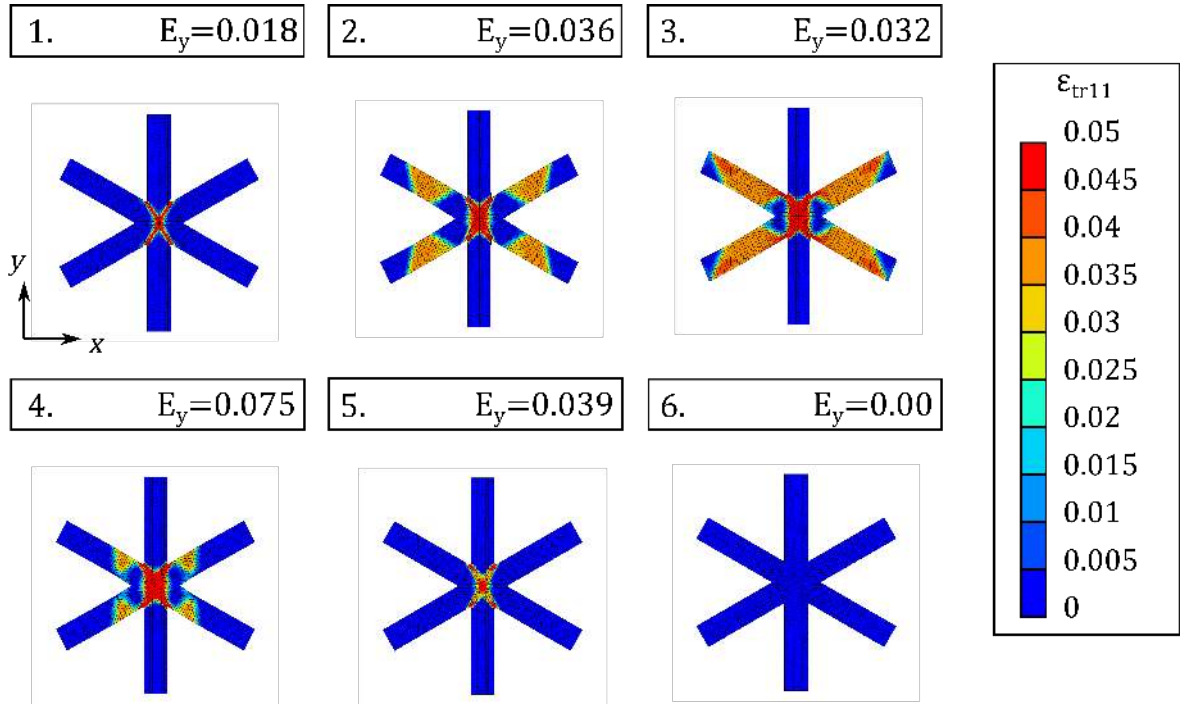 1. E_y=0.018
2. E_y=0.036
3. E_y=0.032
y
x
4. E_y=0.075
5. E_y=0.039
6. E_y=0.00
ε_tr11
0.05
0.045
0.04
0.035
0.03
0.025
0.02
0.015
0.01
0.005
0